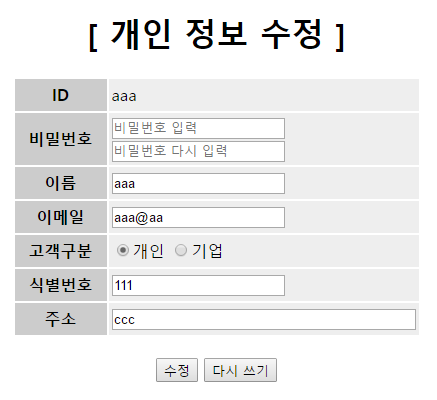 [ 개인 정보 수정 ]
ID aaa
비밀번호 비밀번호 입력
비밀번호 다시 입력
이름 aaa
이메일 aaa@aa
고객구분 개인 기업
식별번호 111
주소 ccc
수정 다시 쓰기